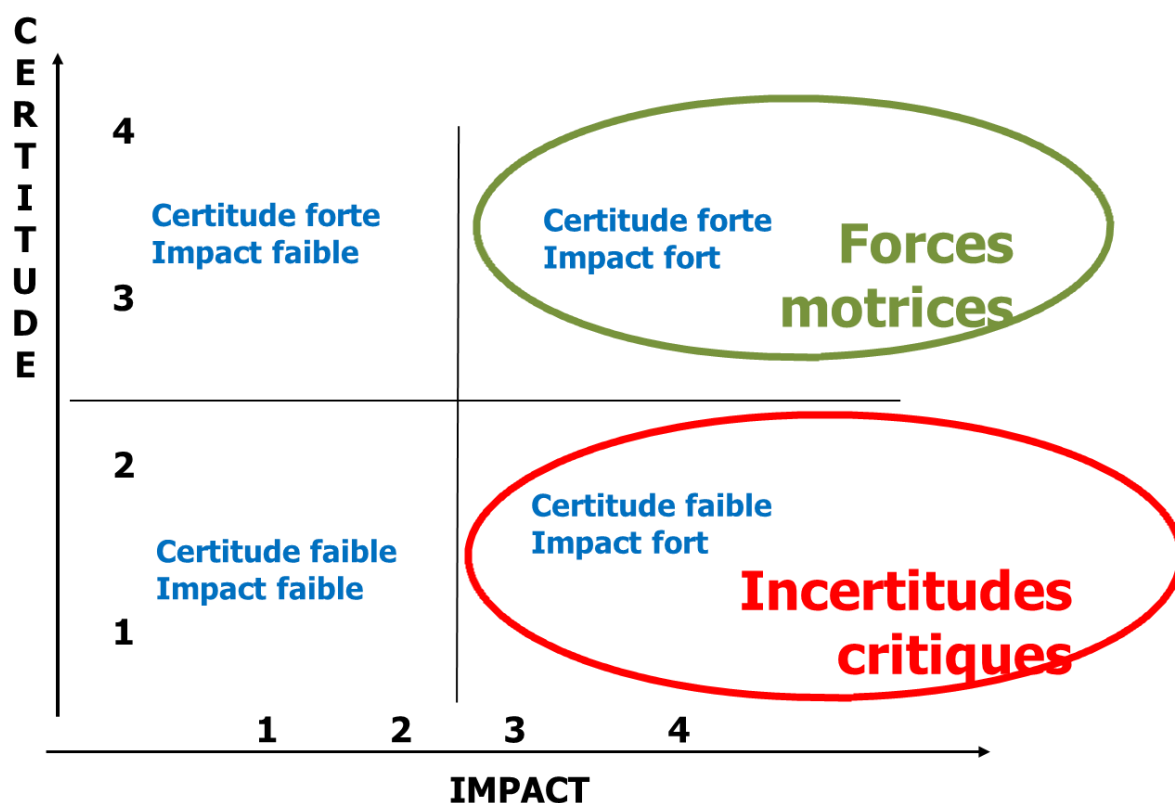 CERTITUDE
4
Certitude forte
Impact faible
3
Certitude forte
Impact fort
Forces
motrices
2
Certitude faible
Impact faible
1
Certitude faible
Impact fort
Incertitudes
critiques
1 2 3 4
IMPACT